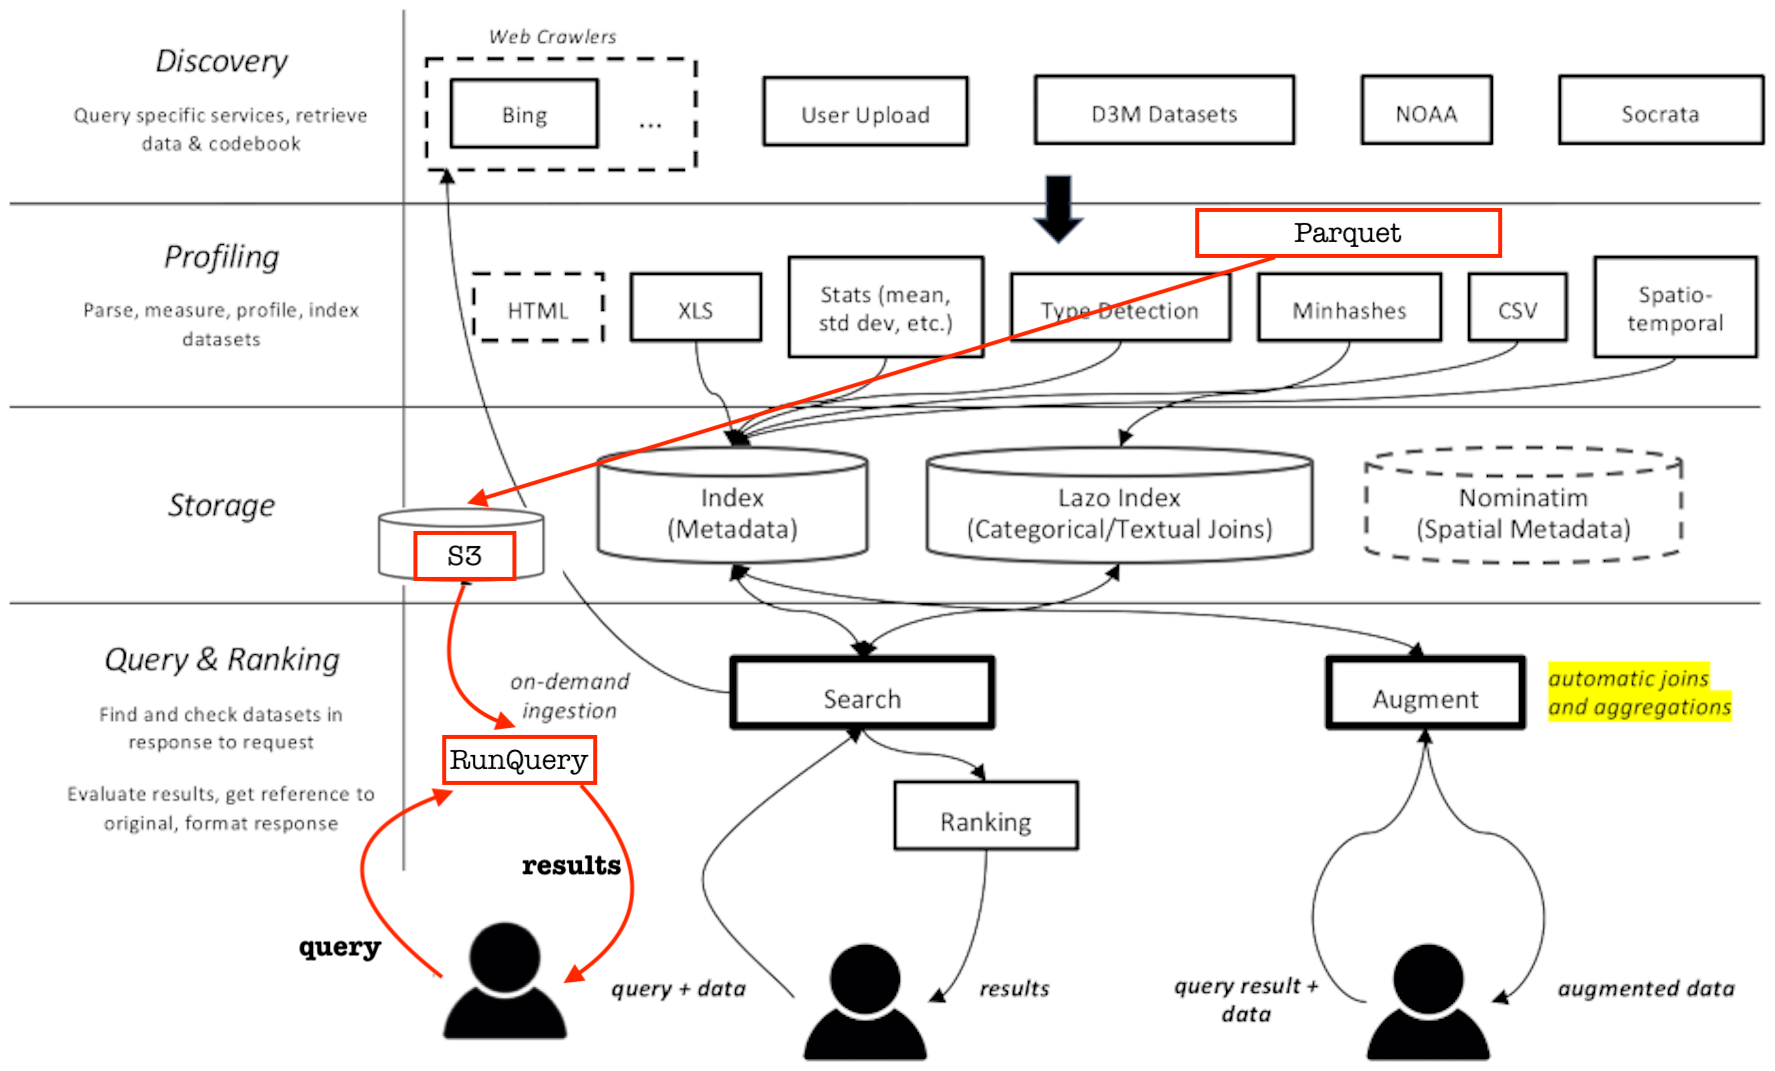 Discovery
Query specific services, retrieve
data & codebook
Web Crawlers
Bing
...
User Upload
D3M Datasets
NOAA
Socrata
Profiling
Parse, measure, profile, index
datasets
Parquet
HTML
XLS
Stats (mean,
std dev, etc.)
Type Detection
Minhashes
CSV
Spatio-
temporal
Storage
S3
Index
(Metadata)
Lazo Index
(Categorical/Textual Joins)
Nominatim
(Spatial Metadata)
Query & Ranking
Find and check datasets in
response to request
Evaluate results, get reference to
original, format response
on-demand
ingestion
RunQuery
Search
Augment
automatic joins
and aggregations
Ranking
results
query
query + data
results
query result +
data
augmented data